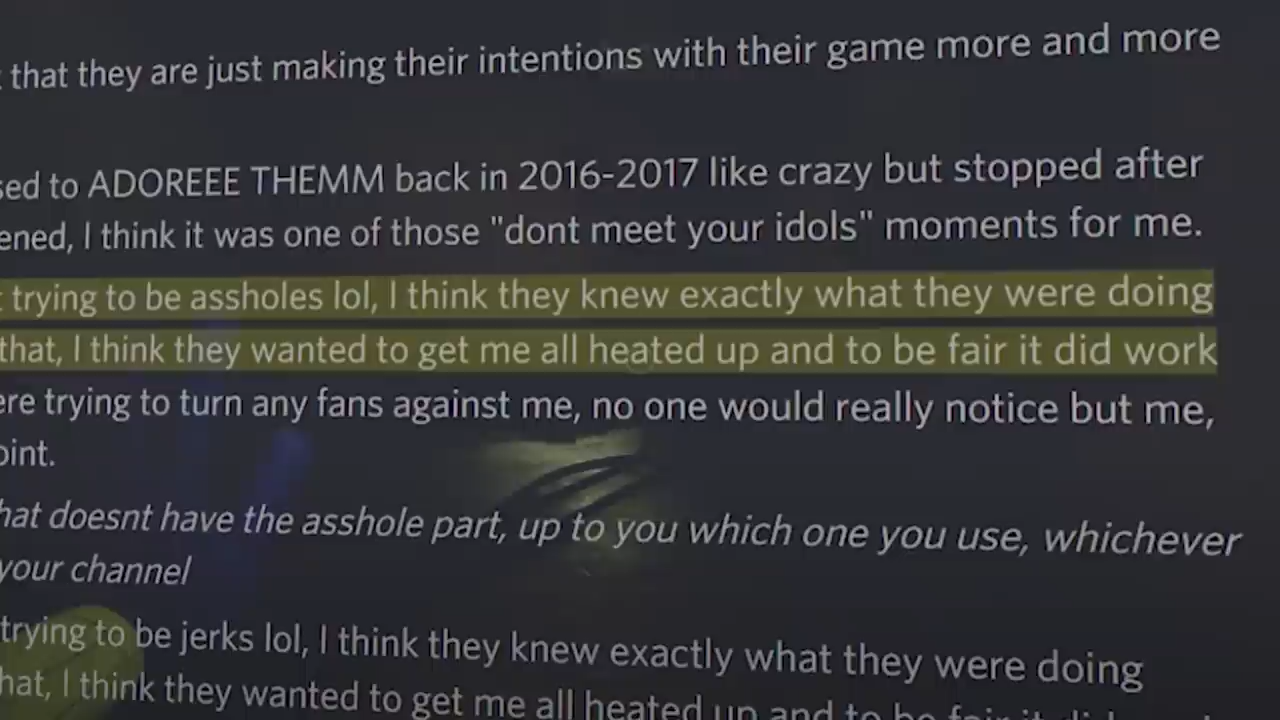 that they are just making their intentions with their game more and more
sed to ADOREEE THEMM back in 2016-2017 like crazy but stopped after
ened, I think it was one of those "dont meet your idols" moments for me.
trying to be assholes lol, I think they knew exactly what they were doing
that, I think they wanted to get me all heated up and to be fair it did work
ere trying to turn any fans against me, no one would really notice but me,
oint.
hat doesnt have the asshole part, up to you which one you use, whichever
your channel
trying to be jerks lol, I think they knew exactly what they were doing
hat, I think they wanted to get me all heated up and to be fair it did